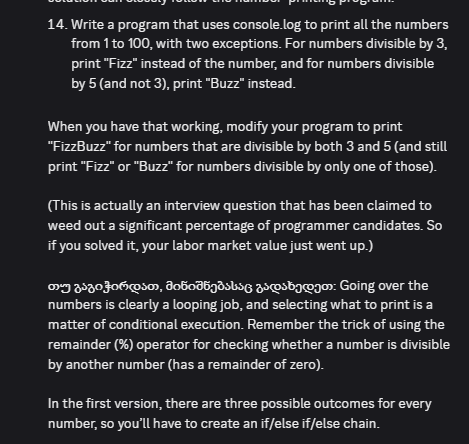 14. Write a program that uses console.log to print all the numbers
from 1 to 100, with two exceptions. For numbers divisible by 3,
print "Fizz" instead of the number, and for numbers divisible
by 5 (and not 3), print "Buzz" instead.
When you have that working, modify your program to print
"FizzBuzz" for numbers that are divisible by both 3 and 5 (and still
print "Fizz" or "Buzz" for numbers divisible by only one of those).
(This is actually an interview question that has been claimed to
weed out a significant percentage of programmer candidates. So
if you solved it, your labor market value just went up.)
თუ გაგიჭირდათ, მინიშნებასაც გადახედეთ: Going over the
numbers is clearly a looping job, and selecting what to print is a
matter of conditional execution. Remember the trick of using the
remainder (%) operator for checking whether a number is divisible
by another number (has a remainder of zero).
In the first version, there are three possible outcomes for every
number, so you'll have to create an if/else if/else chain.